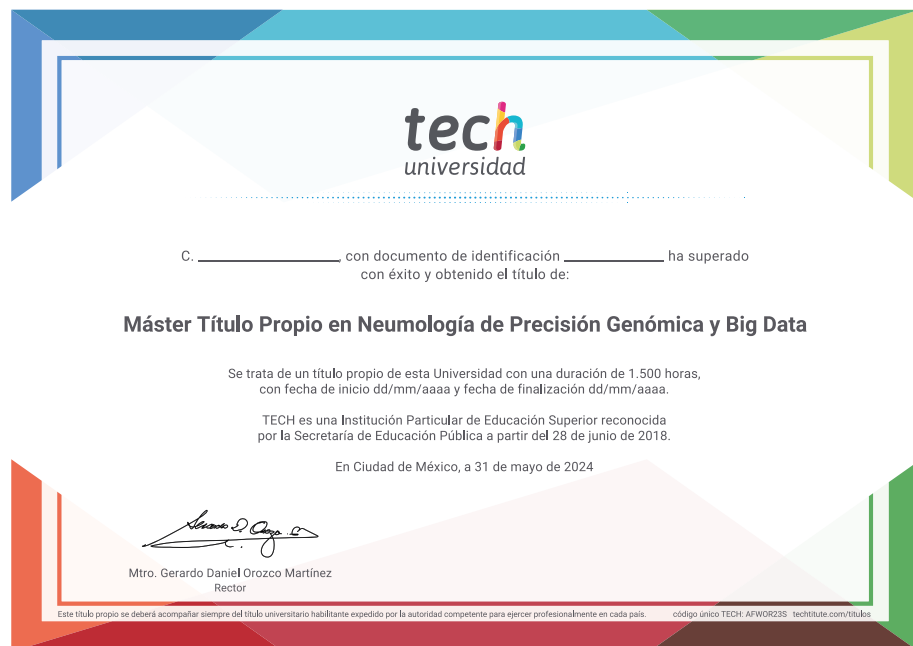 tech
universidad
C. ________________, con documento de identificación ___________ ha superado
con éxito y obtenido el título de:
Máster Título Propio en Neumología de Precisión Genómica y Big Data
Se trata de un título propio de esta Universidad con una duración de 1.500 horas,
con fecha de inicio dd/mm/aaaa y fecha de finalización dd/mm/aaaa.
TECH es una Institución Particular de Educación Superior reconocida
por la Secretaría de Educación Pública a partir del 28 de junio de 2018.
En Ciudad de México, a 31 de mayo de 2024
Mtro. Gerardo Daniel Orozco Martínez
Rector
Este título propio se deberá acompañar siempre del título universitario habilitante expedido por la autoridad competente para ejercer profesionalmente en cada país. código único TECH: AFWOR23S techtitute.com/titulos